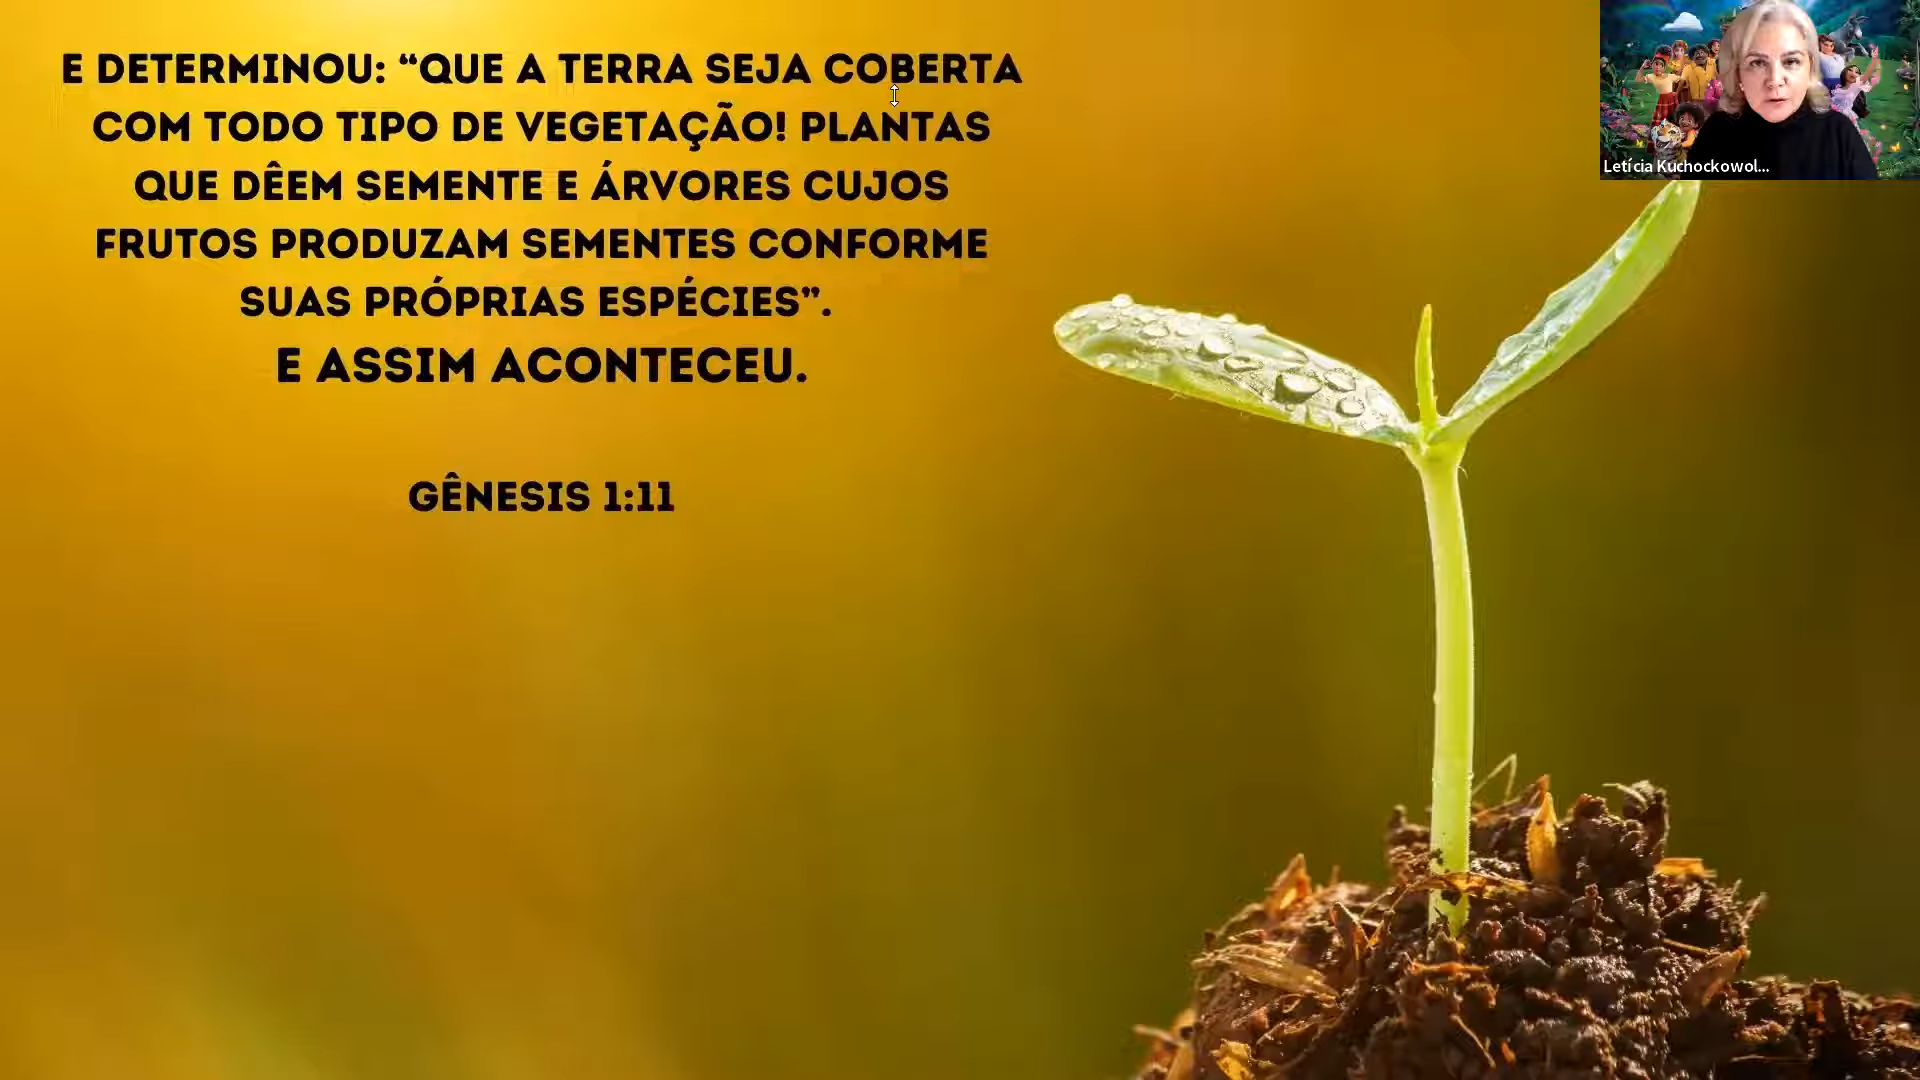 E DETERMINOU: “QUE A TERRA SEJA COBERTA
COM TODO TIPO DE VEGETAÇÃO! PLANTAS
QUE DÊEM SEMENTE E ÁRVORES CUJOS
FRUTOS PRODUZAM SEMENTES CONFORME
SUAS PRÓPRIAS ESPÉCIES”.
E ASSIM ACONTECEU.
GÊNESIS 1:11
Letícia Kuchockowol...